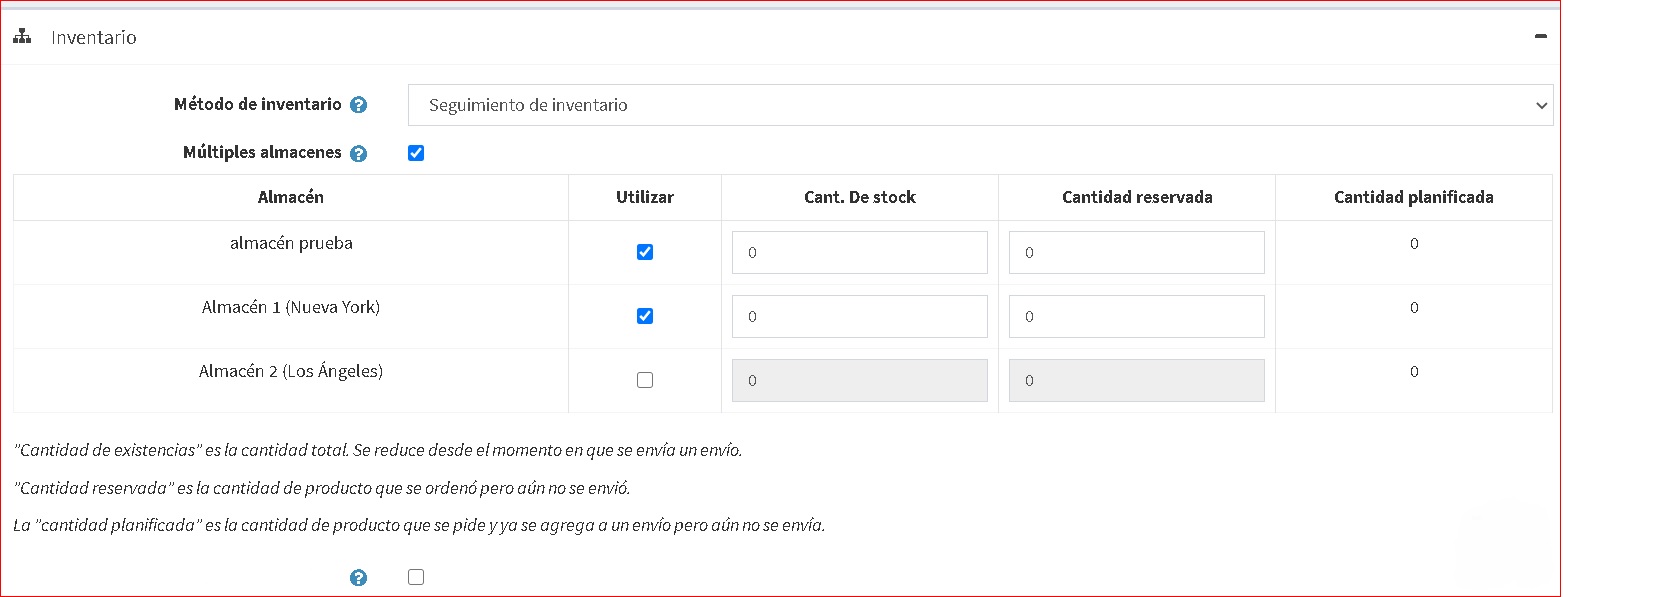 Inventario
Método de inventario ? Seguimiento de inventario
Múltiples almacenes ?
Almacén Utilizar Cant. De stock Cantidad reservada Cantidad planificada
almacén prueba 0 0 0
Almacén 1 (Nueva York) 0 0 0
Almacén 2 (Los Ángeles) 0 0 0
"Cantidad de existencias" es la cantidad total. Se reduce desde el momento en que se envía un envío.
"Cantidad reservada" es la cantidad de producto que se ordenó pero aún no se envió.
La "cantidad planificada" es la cantidad de producto que se pide y ya se agrega a un envío pero aún no se envía.
?